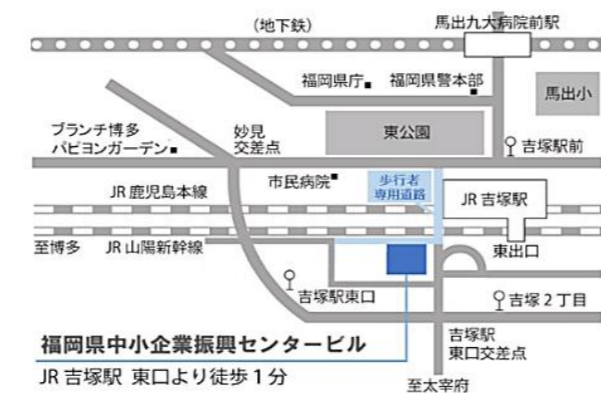 馬出九大病院前駅
（地下鉄）
福岡県庁
福岡県警本部
馬出小
ブランチ博多
パピヨンガーデン
妙見
交差点
東公園
吉塚駅前
市民病院
歩行者
専用道路
JR 鹿児島本線
JR 吉塚駅
至博多
JR 山陽新幹線
東出口
吉塚駅東口
吉塚 2 丁目
福岡県中小企業振興センタービル
JR 吉塚駅 東口より徒歩 1 分
吉塚駅
東口交差点
至太宰府